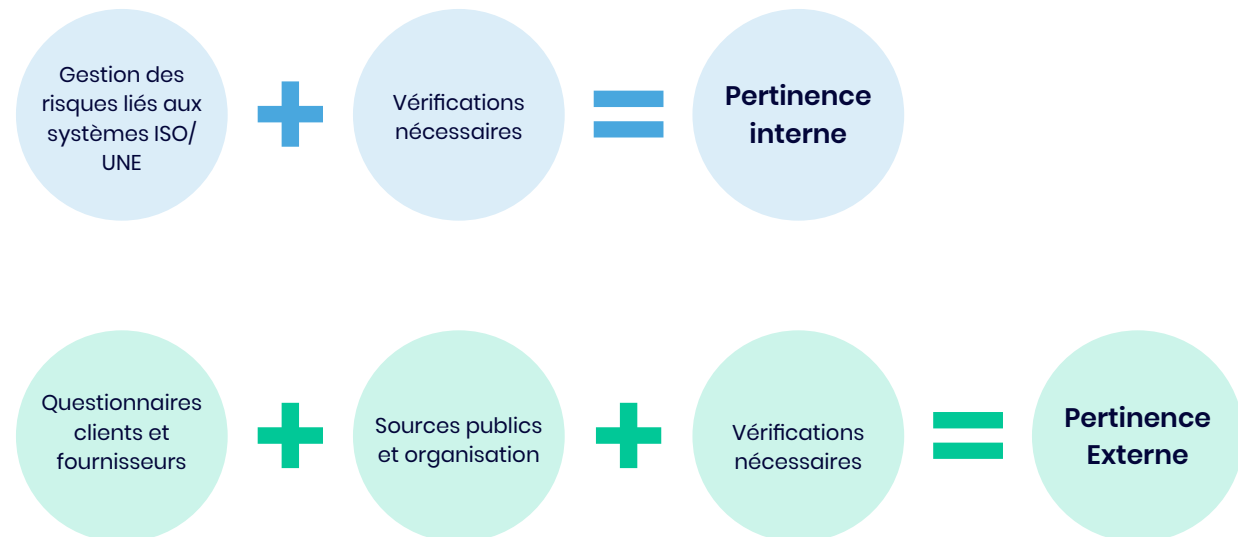 Gestion des
risques liés aux
systèmes ISO/
UNE
+
Vérifications
nécessaires
=
Pertinence
interne
Questionnaires
clients et
fournisseurs
+
Sources publics
et organisation
+
Vérifications
nécessaires
=
Pertinence
Externe